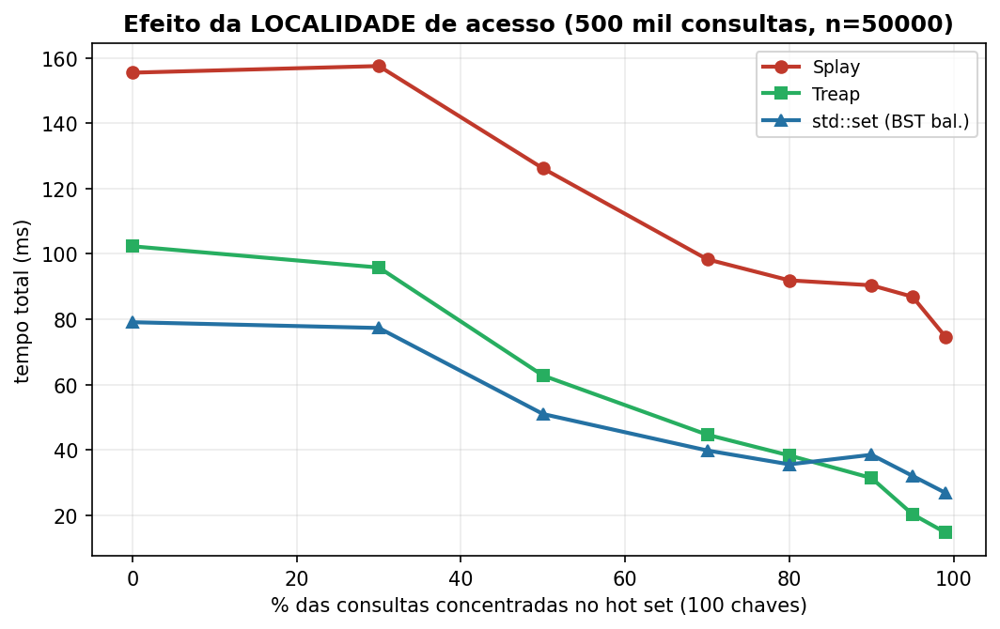 Efeito da LOCALIDADE de acesso (500 mil consultas, n=50000)
Splay
Treap
std::set (BST bal.)
tempo total (ms)
160
140
120
100
80
60
40
20
0 20 40 60 80 100
% das consultas concentradas no hot set (100 chaves)